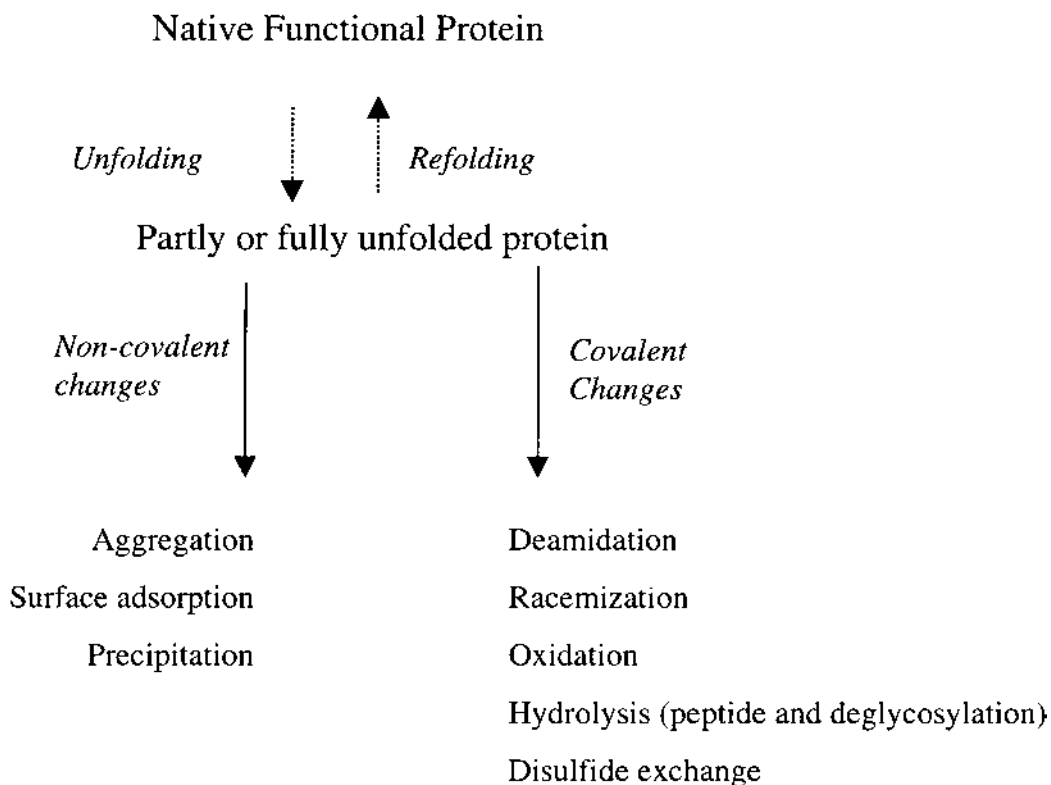 Native Functional Protein
Unfolding
Refolding
Partly or fully unfolded protein
Non-covalent
changes
Covalent
Changes
Aggregation
Surface adsorption
Precipitation
Deamidation
Racemization
Oxidation
Hydrolysis (peptide and deglycosylation)
Disulfide exchange